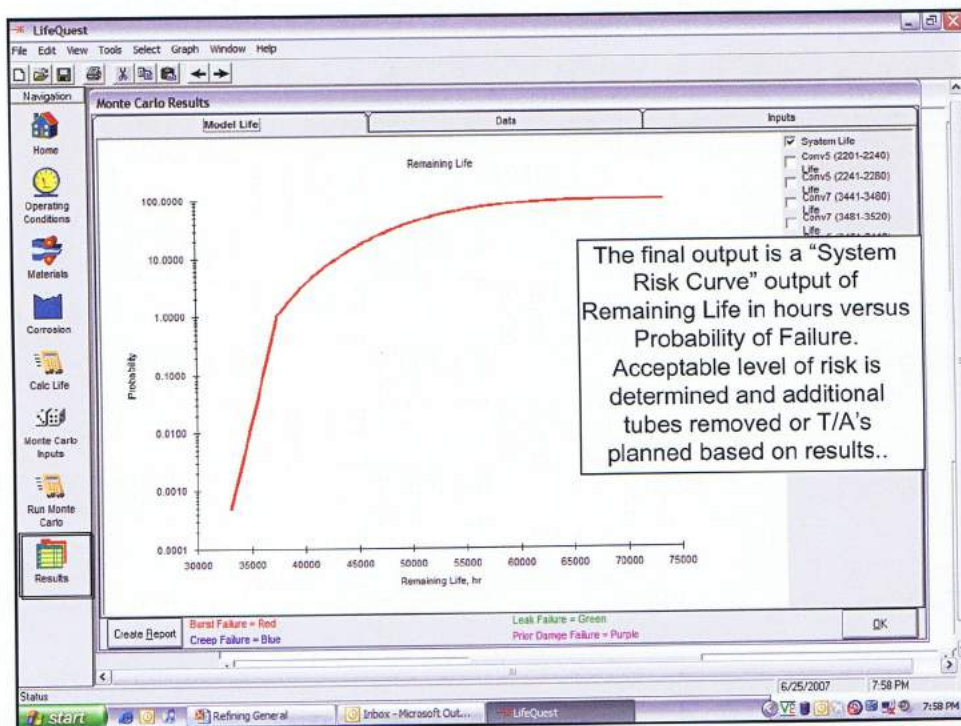 LifeQuest
File Edit View Tools Select Graph Window Help
Navigation
Home
Operating
Conditions
Materials
Corrosion
Calc Life
Monte Carlo
Inputs
Run Monte
Carlo
Results
Monte Carlo Results
Model Life
Data
Inputs
Remaining Life
System Life
Conv5 (2201-2240)
Life
Conv5 (2241-2280)
Life
Conv7 (3441-3480)
Life
Conv7 (3481-3520)
Life
Probability
100.0000
10.0000
1.0000
0.1000
0.0100
0.0010
0.0001
30000 35000 40000 45000 50000 55000 60000 65000 70000 75000
Remaining Life, hr
The final output is a “System
Risk Curve” output of
Remaining Life in hours versus
Probability of Failure.
Acceptable level of risk is
determined and additional
tubes removed or T/A's
planned based on results..
Create Report
Burst Failure = Red
Creep Failure = Blue
Leak Failure = Green
Prior Damge Failure = Purple
OK
Status
6/25/2007 7:58 PM
start
Refining General
Inbox - Microsoft Out...
LifeQuest
7:58 PM